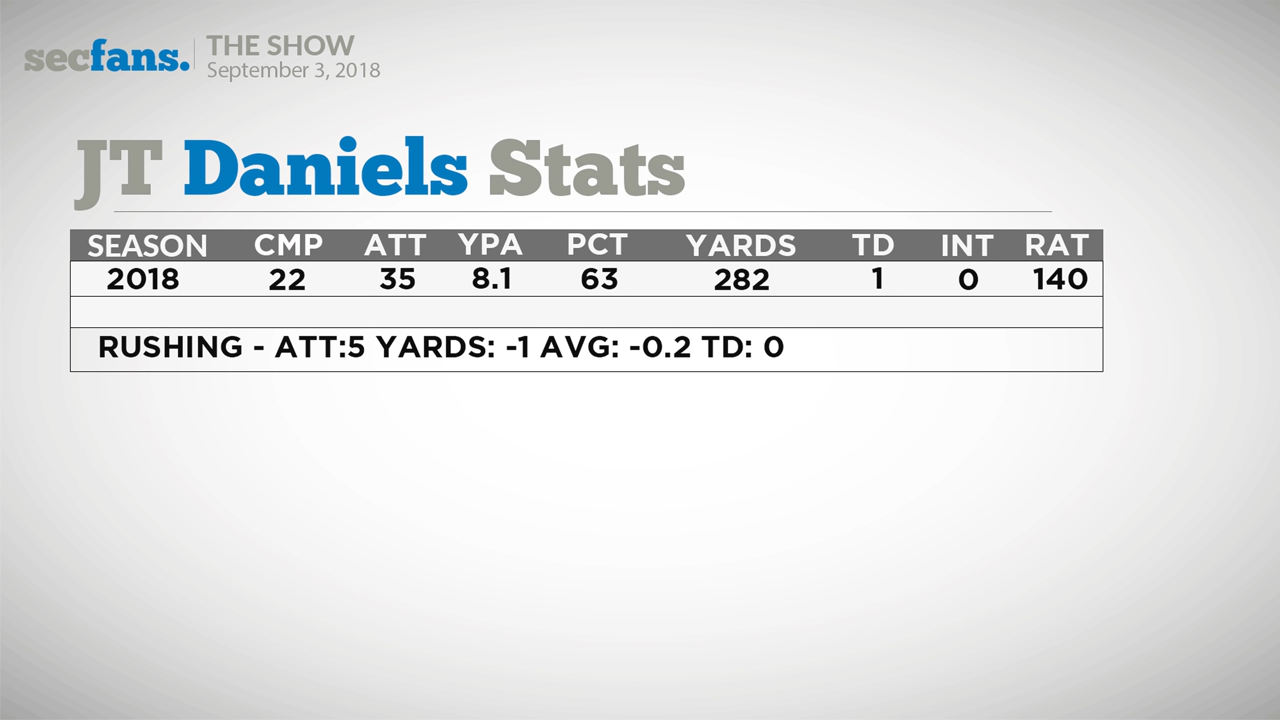 secfans.
THE SHOW
September 3, 2018
JT Daniels Stats
SEASON CMP ATT YPA PCT YARDS TD INT RAT
2018 22 35 8.1 63 282 1 0 140
RUSHING - ATT:5 YARDS: -1 AVG: -0.2 TD: 0